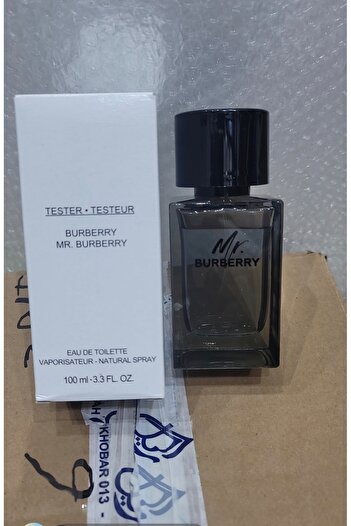 TESTER • TESTEUR
BURBERRY
MR. BURBERRY
EAU DE TOILETTE
VAPORISATEUR - NATURAL SPRAY
100 ml • 3.3 FL. OZ.
Mr.
BURBERRY
KHOBAR 013 -